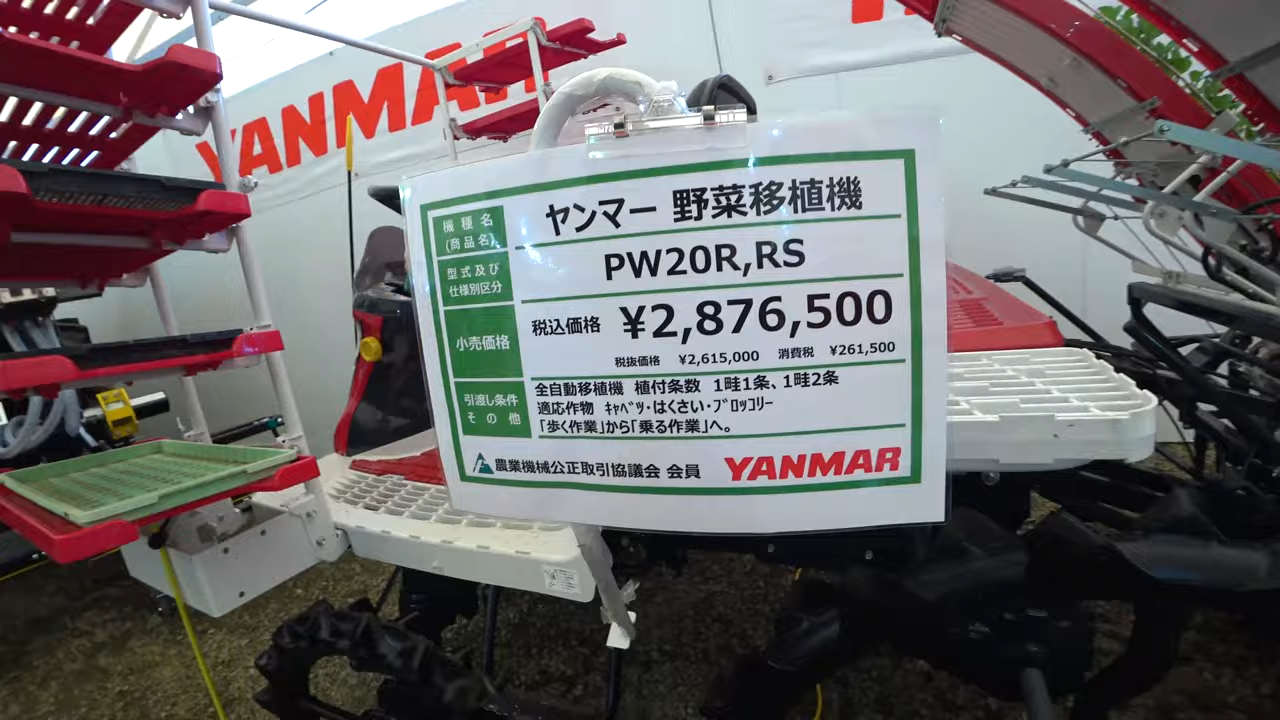 YANMAR
機種名
(商品名)
ヤンマー 野菜移植機
型式及び
仕様別区分
PW20R,RS
小売価格
税込価格 ¥2,876,500
税抜価格 ¥2,615,000 消費税 ¥261,500
引渡し条件
その他
全自動移植機 植付条数 1畦1条、1畦2条
適応作物 ｷｬﾍﾞﾂ・はくさい・ﾌﾞﾛｯｺﾘｰ
「歩く作業」から「乗る作業」へ。
農業機械公正取引協議会 会員 YANMAR